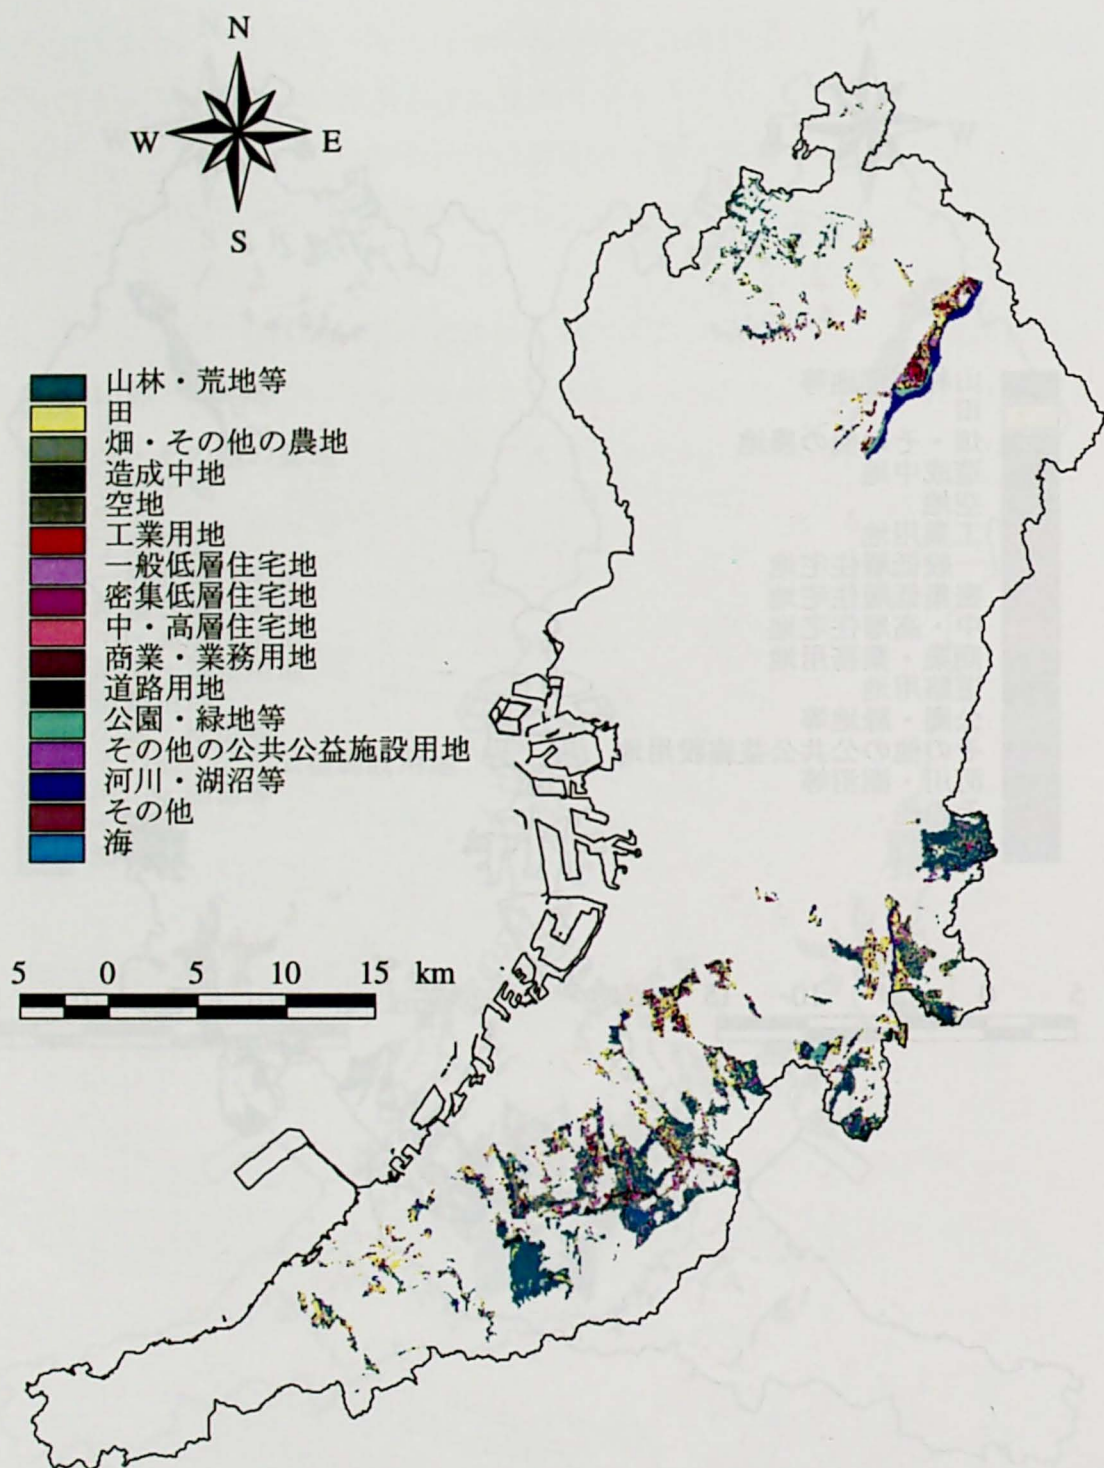 N
W E
S
山林・荒地等
田
畑・その他の農地
造成中地
空地
工業用地
一般低層住宅地
密集低層住宅地
中・高層住宅地
商業・業務用地
道路用地
公園・緑地等
その他の公共公益施設用地
河川・湖沼等
その他
海
5 0 5 10 15 km